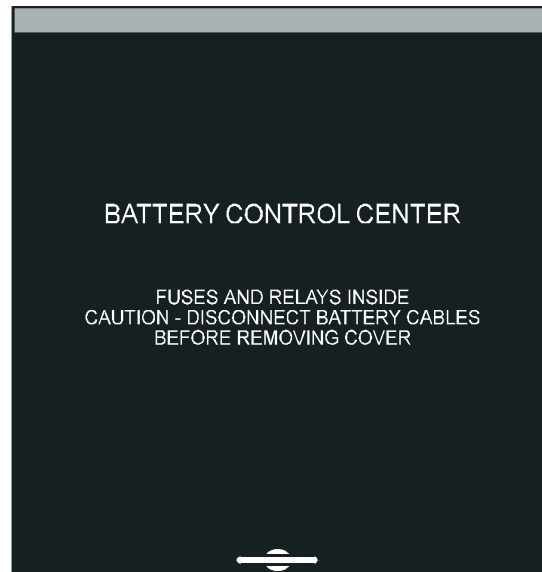 BATTERY CONTROL CENTER
FUSES AND RELAYS INSIDE
CAUTION - DISCONNECT BATTERY CABLES
BEFORE REMOVING COVER